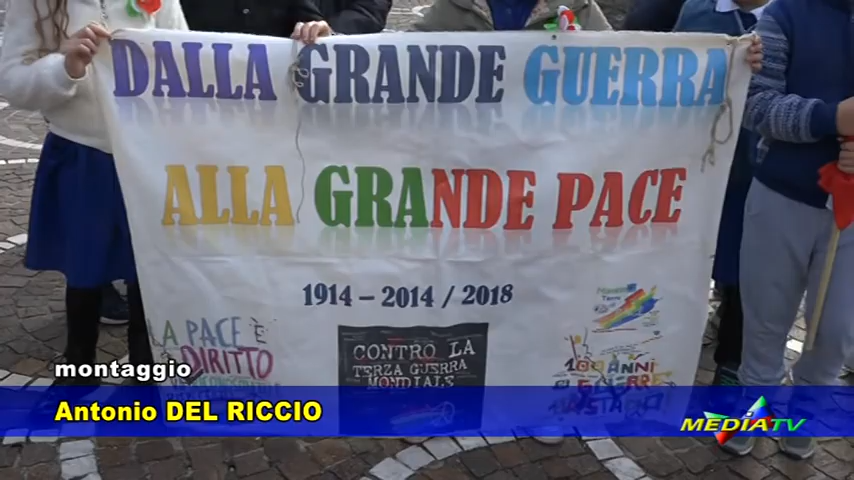 DALLA GRANDE GUERRA
ALLA GRANDE PACE
1914 – 2014 / 2018
LA PACE È
DIRITTO
CONTRO LA
TERZA GUERRA
MONDIALE
100 ANNI
montaggio
Antonio DEL RICCIO
MEDIATV